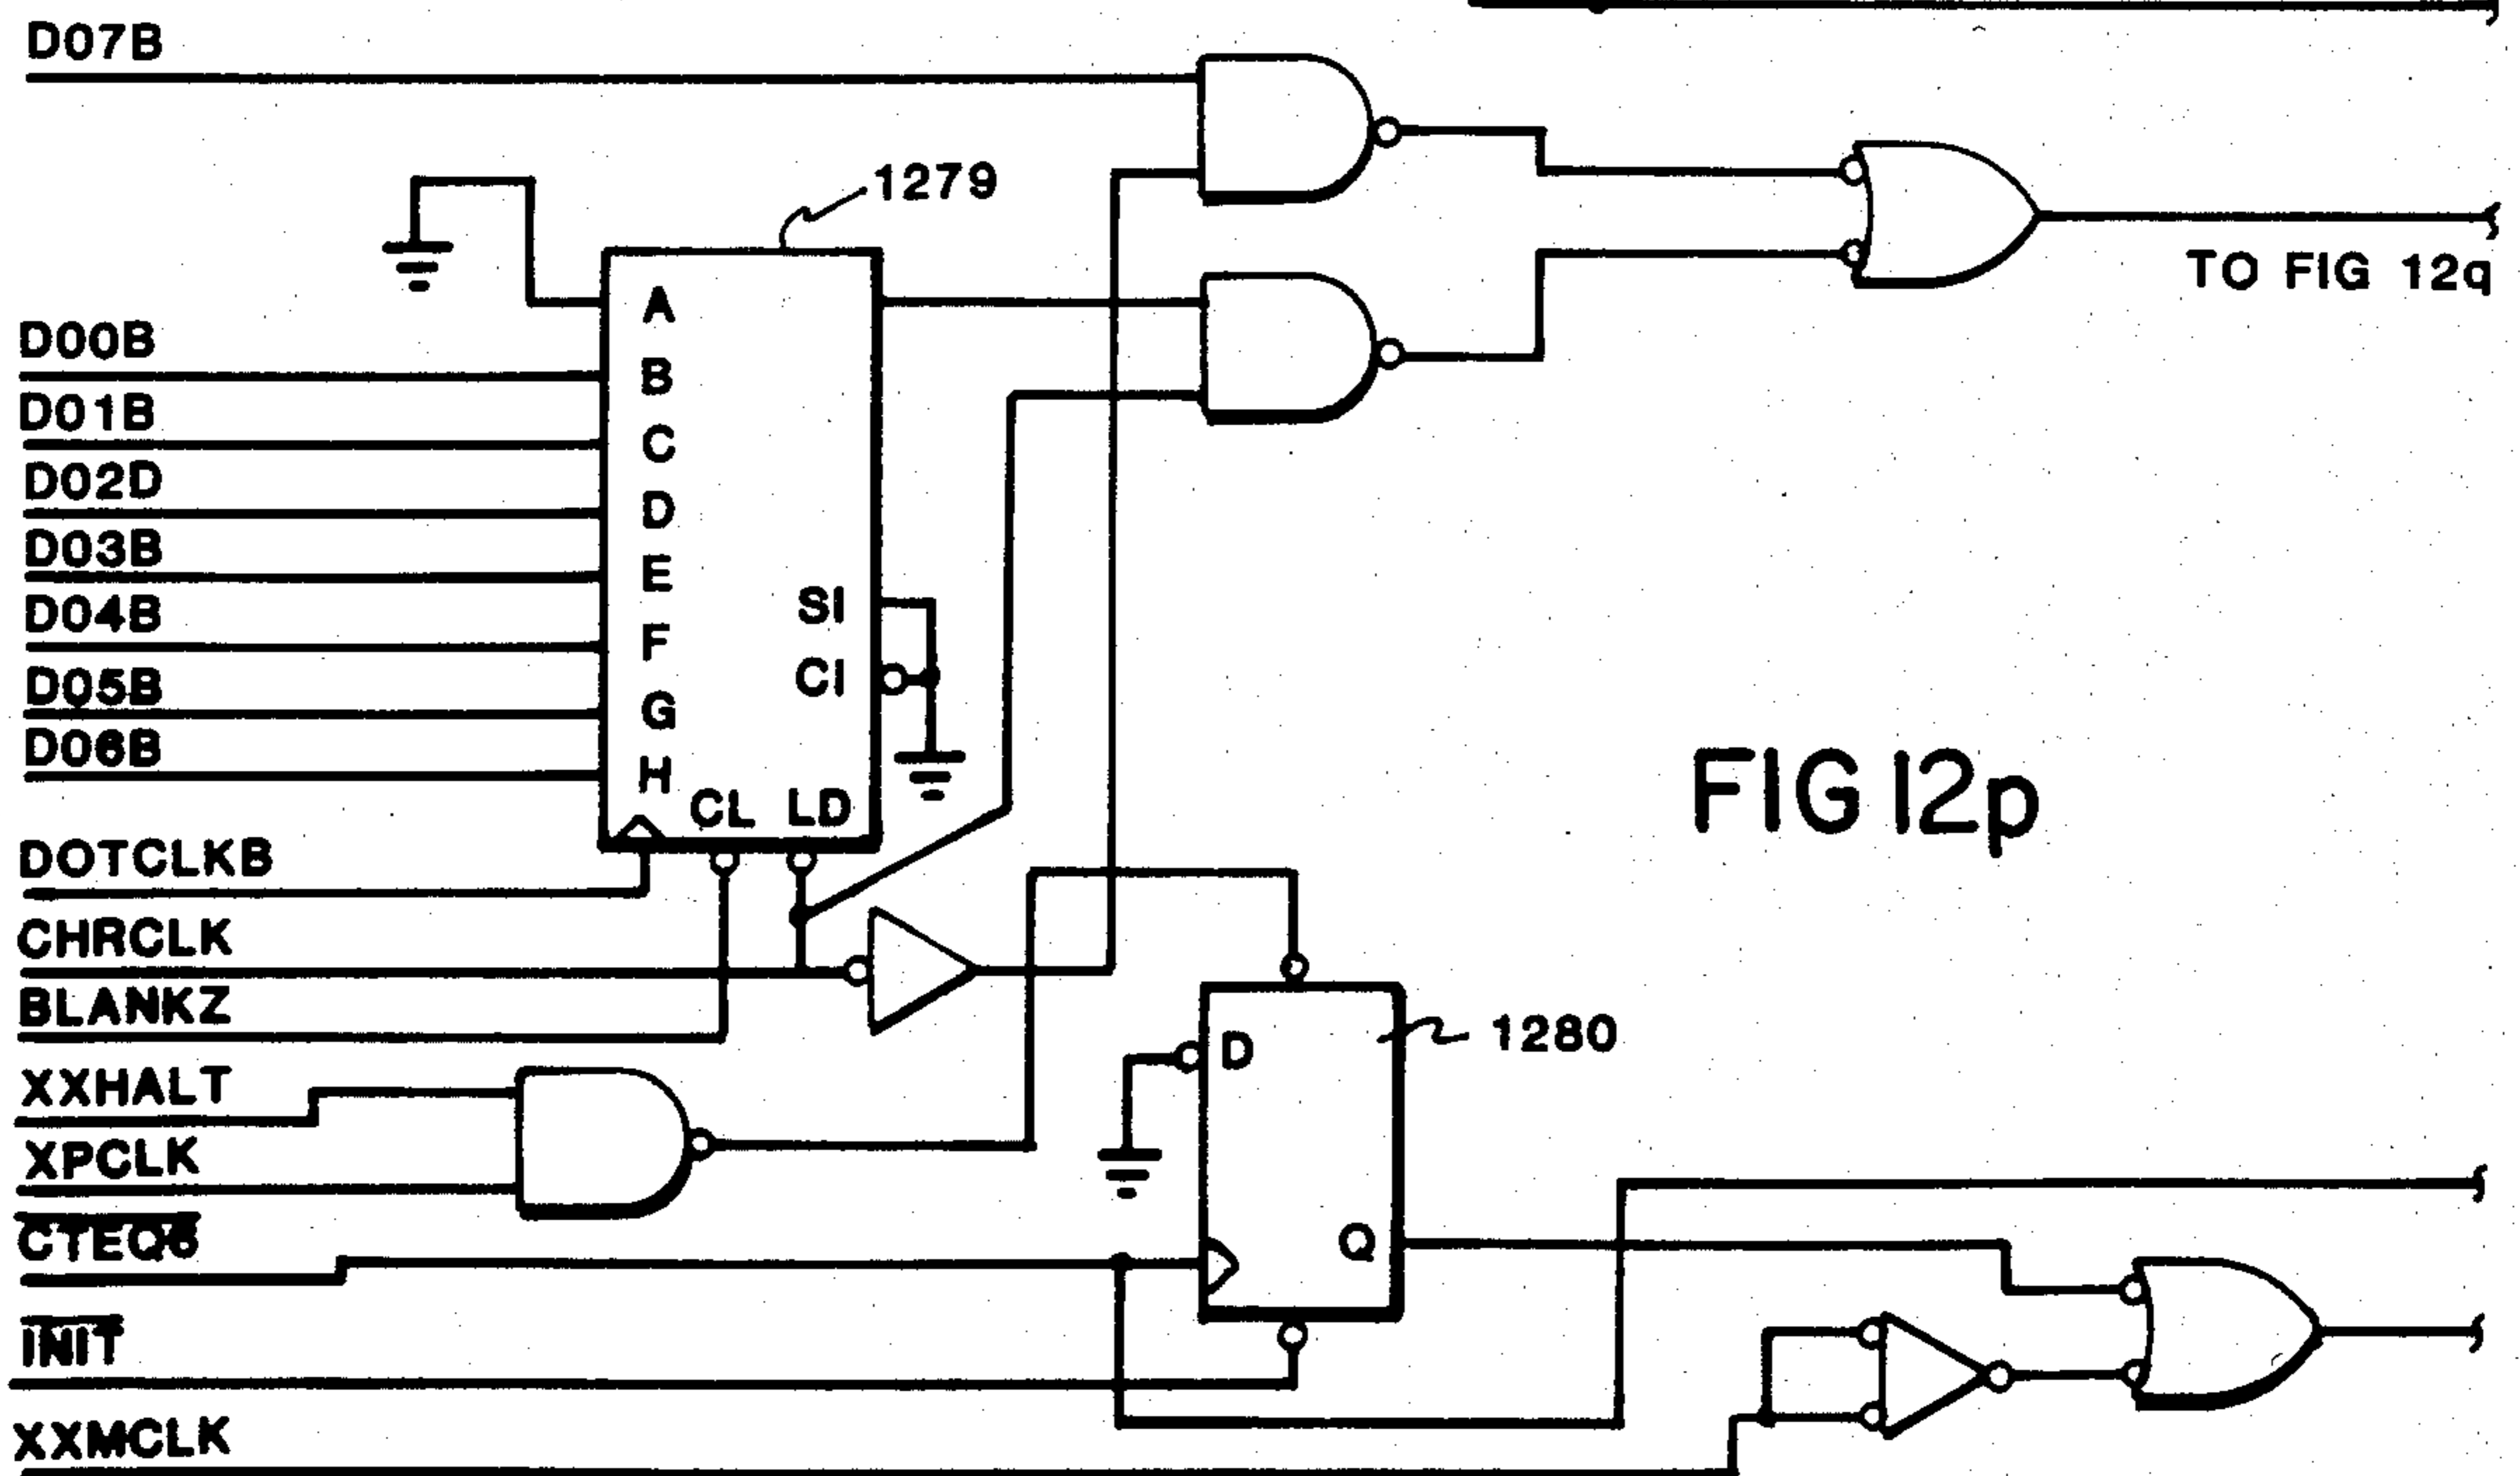 D07B
1279
TO FIG 12q
A
D00B
B
D01B
C
D02D
D
D03B
E
D04B
SI
F
D05B
CI
G
D06B
H
CL LD
FIG 12p
DOTCLKB
CHRCLK
BLANKZ
D
1280
XXHALT
XPCLK
Q
INIT
XXMCLK